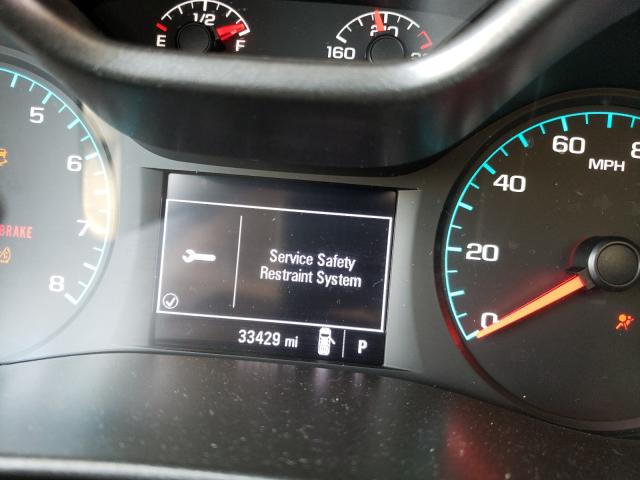 1/2
E F
160 210
5
6
7
8
BRAKE
Service Safety
Restraint System
33429 mi P
0
20
40
60
MPH